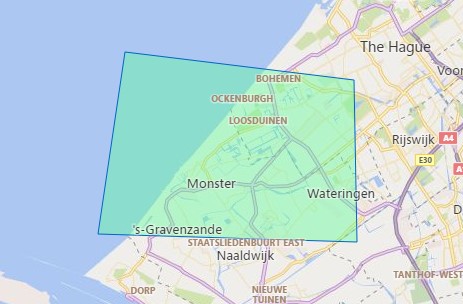 The Hague
BOHEMEN
Voor
OCKENBURGH
LOOSDUINEN
Rijswijk
A4
E30
A
Monster
Wateringen
D
's-Gravenzande
STAATSLIEDENBUURT EAST
Naaldwijk
TANTHOF-WEST
DORP
NIEUWE
TUINEN